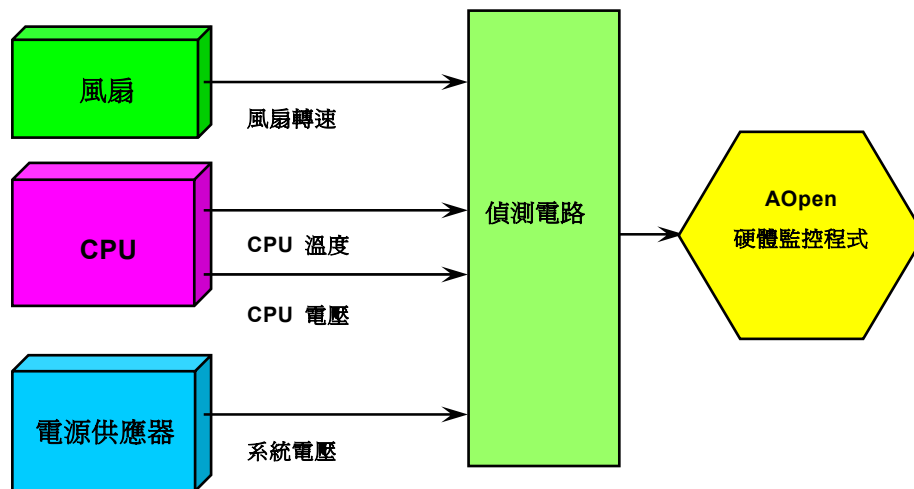 風扇
風扇轉速
CPU
CPU 溫度
CPU 電壓
電源供應器
系統電壓
偵測電路
AOpen
硬體監控程式